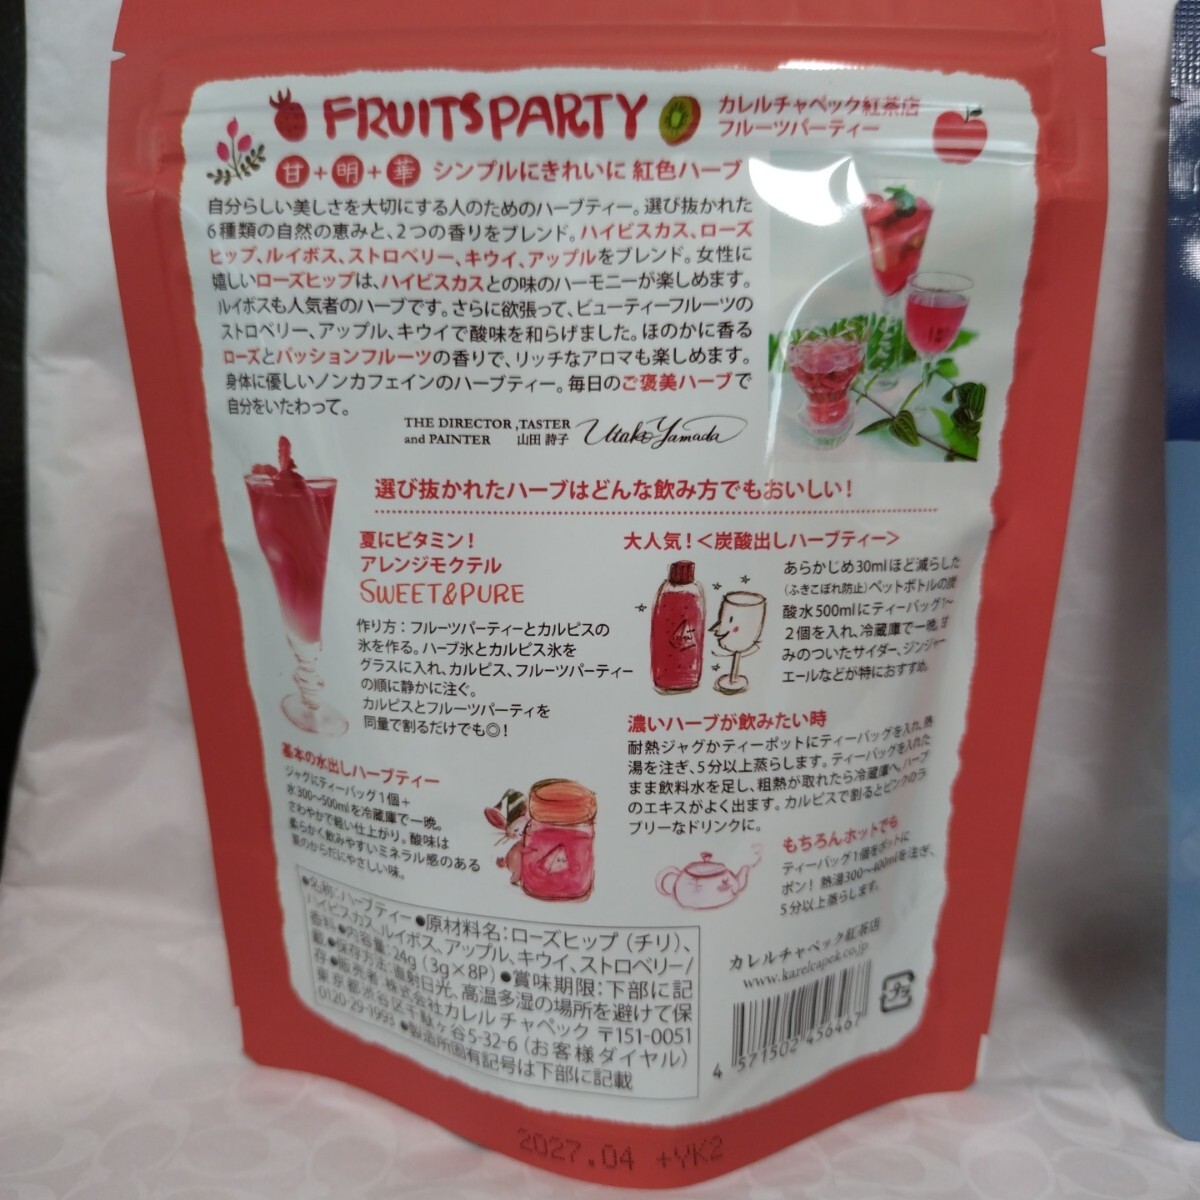 FRUITS PARTY
カレルチャペック紅茶店
フルーツパーティー
甘+明+華 シンプルにきれいに 紅色ハーブ
自分らしい美しさを大切にする人のためのハーブティー。選び抜かれた
6種類の自然の恵みと、2つの香りをブレンド。ハイビスカス、ローズ
ヒップ、ルイボス、ストロベリー、キウイ、アップルをブレンド。女性に
嬉しいローズヒップは、ハイビスカスとの味のハーモニーが楽しめます。
ルイボスも人気者のハーブです。さらに欲張って、ビューティーフルーツの
ストロベリー、アップル、キウイで酸味を和らげました。ほのかに香る
ローズとパッションフルーツの香りで、リッチなアロマも楽しめます。
身体に優しいノンカフェインのハーブティー。毎日のご褒美ハーブで
自分をいたわって。
THE DIRECTOR ,TASTER
and PAINTER 山田 詩子 Utako Yamada
選び抜かれたハーブはどんな飲み方でもおいしい!
夏にビタミン!
アレンジモクテル
SWEET&PURE
作り方:フルーツパーティーとカルピスの
氷を作る。ハーブ氷とカルピス氷を
グラスに入れ、カルピス、フルーツパーティー
の順に静かに注ぐ。
カルピスとフルーツパーティを
同量で割るだけでも◎!
大人気!<炭酸出しハーブティー>
あらかじめ30mlほど減らした
(ふきこぼれ防止)ペットボトルの炭
酸水500mlにティーバッグ1~
2個を入れ、冷蔵庫で一晩。甘
みのついたサイダー、ジンジャー
エールなどが特におすすめ。
濃いハーブが飲みたい時
耐熱ジャグかティーポットにティーバッグを入れ、熱
湯を注ぎ、5分以上蒸らします。ティーバッグを入れた
まま飲料水を足し、粗熱が取れたら冷蔵庫へ。ハーブ
のエキスがよく出ます。カルピスで割るとピンクのラ
ブリーなドリンクに。
基本の水出しハーブティー
ジャグにティーバッグ1個+
水300~500mlを冷蔵庫で一晩。
さわやかで軽い仕上がり。酸味は
柔らかく飲みやすいミネラル感のある
夏のからだにやさしい味。
もちろんホットでも
ティーバッグ1個をポットに
ポン! 熱湯300~400mlを注ぎ、
5分以上蒸らします。
●名称:ハーブティー ●原材料名:ローズヒップ(チリ)、
ハイビスカス、ルイボス、アップル、キウイ、ストロベリー/
香料 ●内容量:24g(3g×8P) ●賞味期限:下部に記
載 ●保存方法:直射日光、高温多湿の場所を避けて保
存 ●販売者:株式会社カレルチャペック 〒151-0051
東京都渋谷区千駄ヶ谷5-32-6(お客様ダイヤル)
0120-29-1993 ●製造所固有記号は下部に記載
カレルチャペック紅茶店
www.karelcapek.co.jp
4 571502 456467
2027.04 +YK2